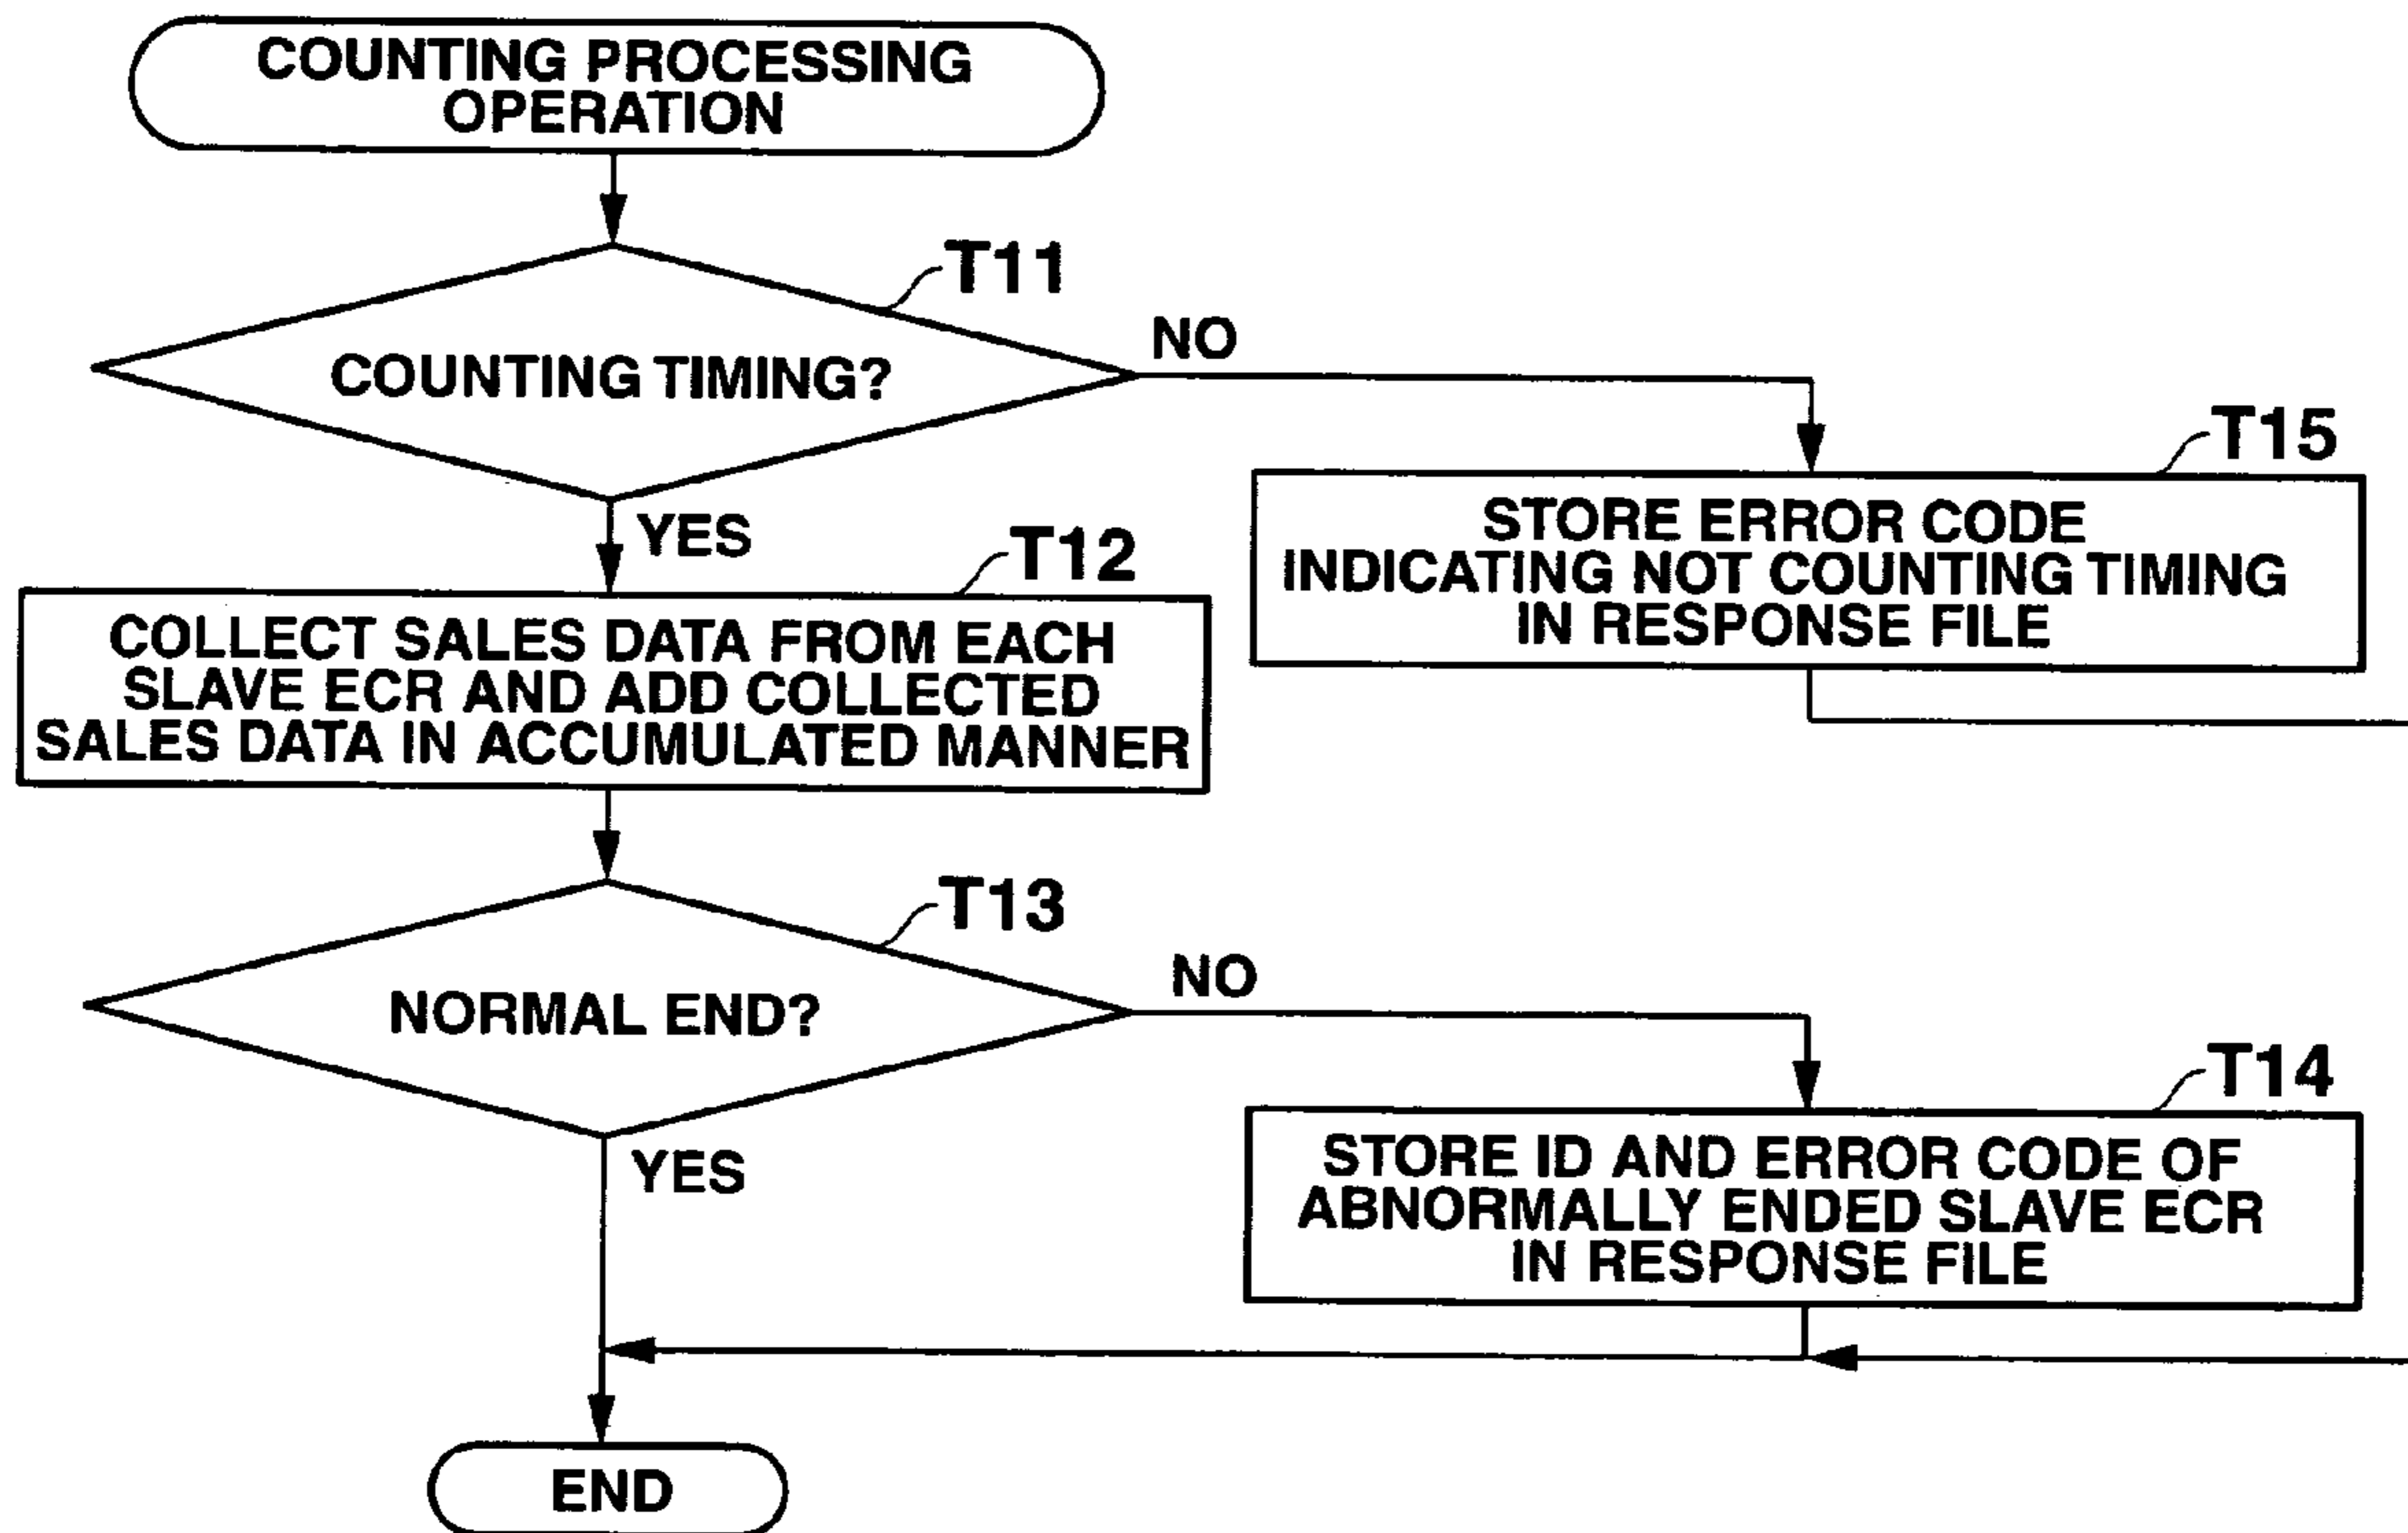 COUNTING PROCESSING
OPERATION
T11
COUNTING TIMING?
NO
YES
T15
STORE ERROR CODE
INDICATING NOT COUNTING TIMING
IN RESPONSE FILE
T12
COLLECT SALES DATA FROM EACH
SLAVE ECR AND ADD COLLECTED
SALES DATA IN ACCUMULATED MANNER
T13
NORMAL END?
NO
YES
T14
STORE ID AND ERROR CODE OF
ABNORMALLY ENDED SLAVE ECR
IN RESPONSE FILE
END